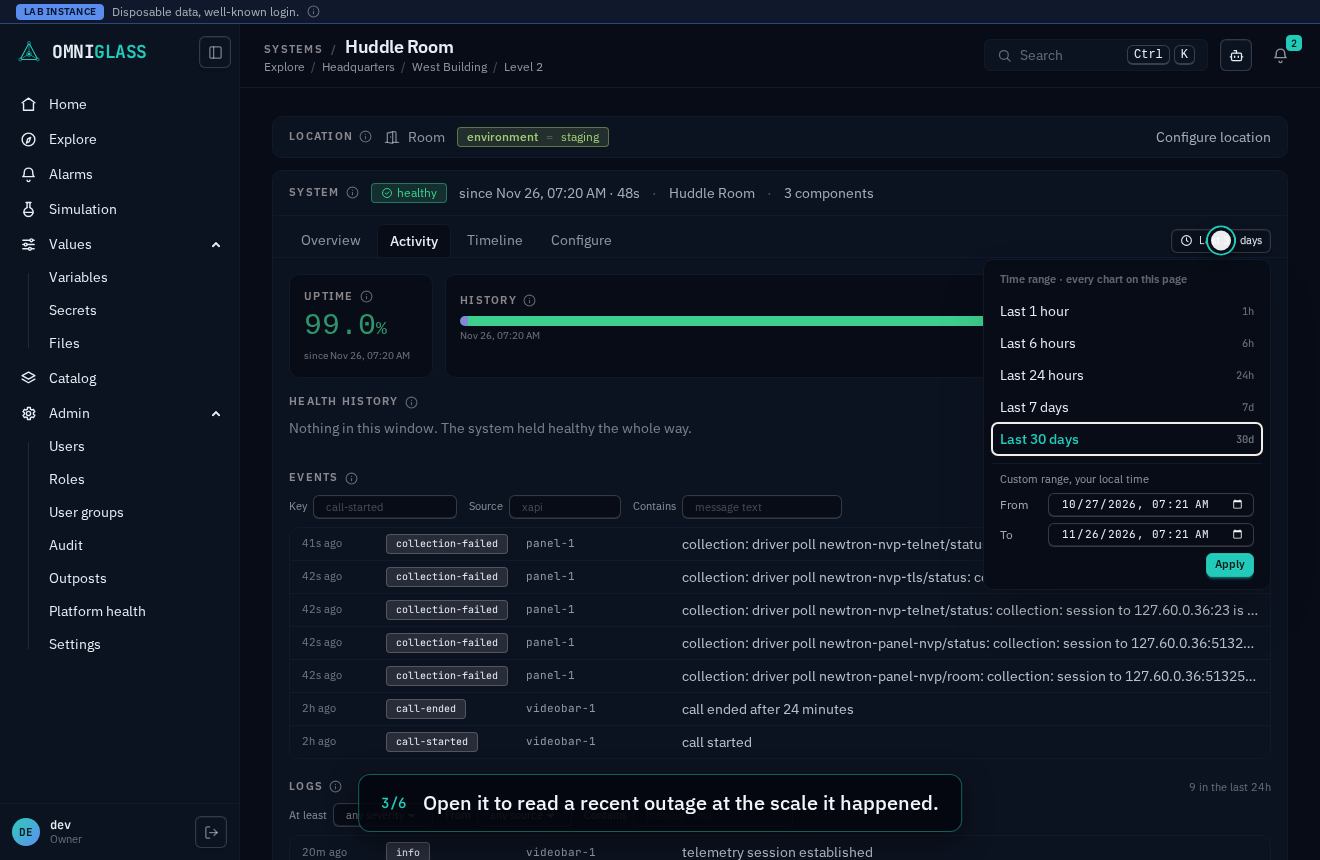 LAB INSTANCE Disposable data, well-known login.
OMNIGLASS
SYSTEMS / Huddle Room
Explore / Headquarters / West Building / Level 2
Search Ctrl K
2
Home
Explore
Alarms
Simulation
Values
Variables
Secrets
Files
Catalog
Admin
Users
Roles
User groups
Audit
Outposts
Platform health
Settings
DE dev
Owner
LOCATION Room environment = staging Configure location
SYSTEM healthy since Nov 26, 07:20 AM · 48s · Huddle Room · 3 components
Overview Activity Timeline Configure
days
Time range · every chart on this page
Last 1 hour 1h
Last 6 hours 6h
Last 24 hours 24h
Last 7 days 7d
Last 30 days 30d
Custom range, your local time
From 10/27/2026, 07:21 AM
To 11/26/2026, 07:21 AM
Apply
UPTIME
99.0%
since Nov 26, 07:20 AM
HISTORY
Nov 26, 07:20 AM
HEALTH HISTORY
Nothing in this window. The system held healthy the whole way.
EVENTS
Key call-started Source xapi Contains message text
41s ago collection-failed panel-1 collection: driver poll newtron-nvp-telnet/statu
42s ago collection-failed panel-1 collection: driver poll newtron-nvp-tls/status: c
42s ago collection-failed panel-1 collection: driver poll newtron-nvp-telnet/status: collection: session to 127.60.0.36:23 is ...
42s ago collection-failed panel-1 collection: driver poll newtron-panel-nvp/status: collection: session to 127.60.0.36:5132...
42s ago collection-failed panel-1 collection: driver poll newtron-panel-nvp/room: collection: session to 127.60.0.36:51325...
2h ago call-ended videobar-1 call ended after 24 minutes
2h ago call-started videobar-1 call started
LOGS 9 in the last 24h
At least
3/6 Open it to read a recent outage at the scale it happened.
20m ago info videobar-1 telemetry session established